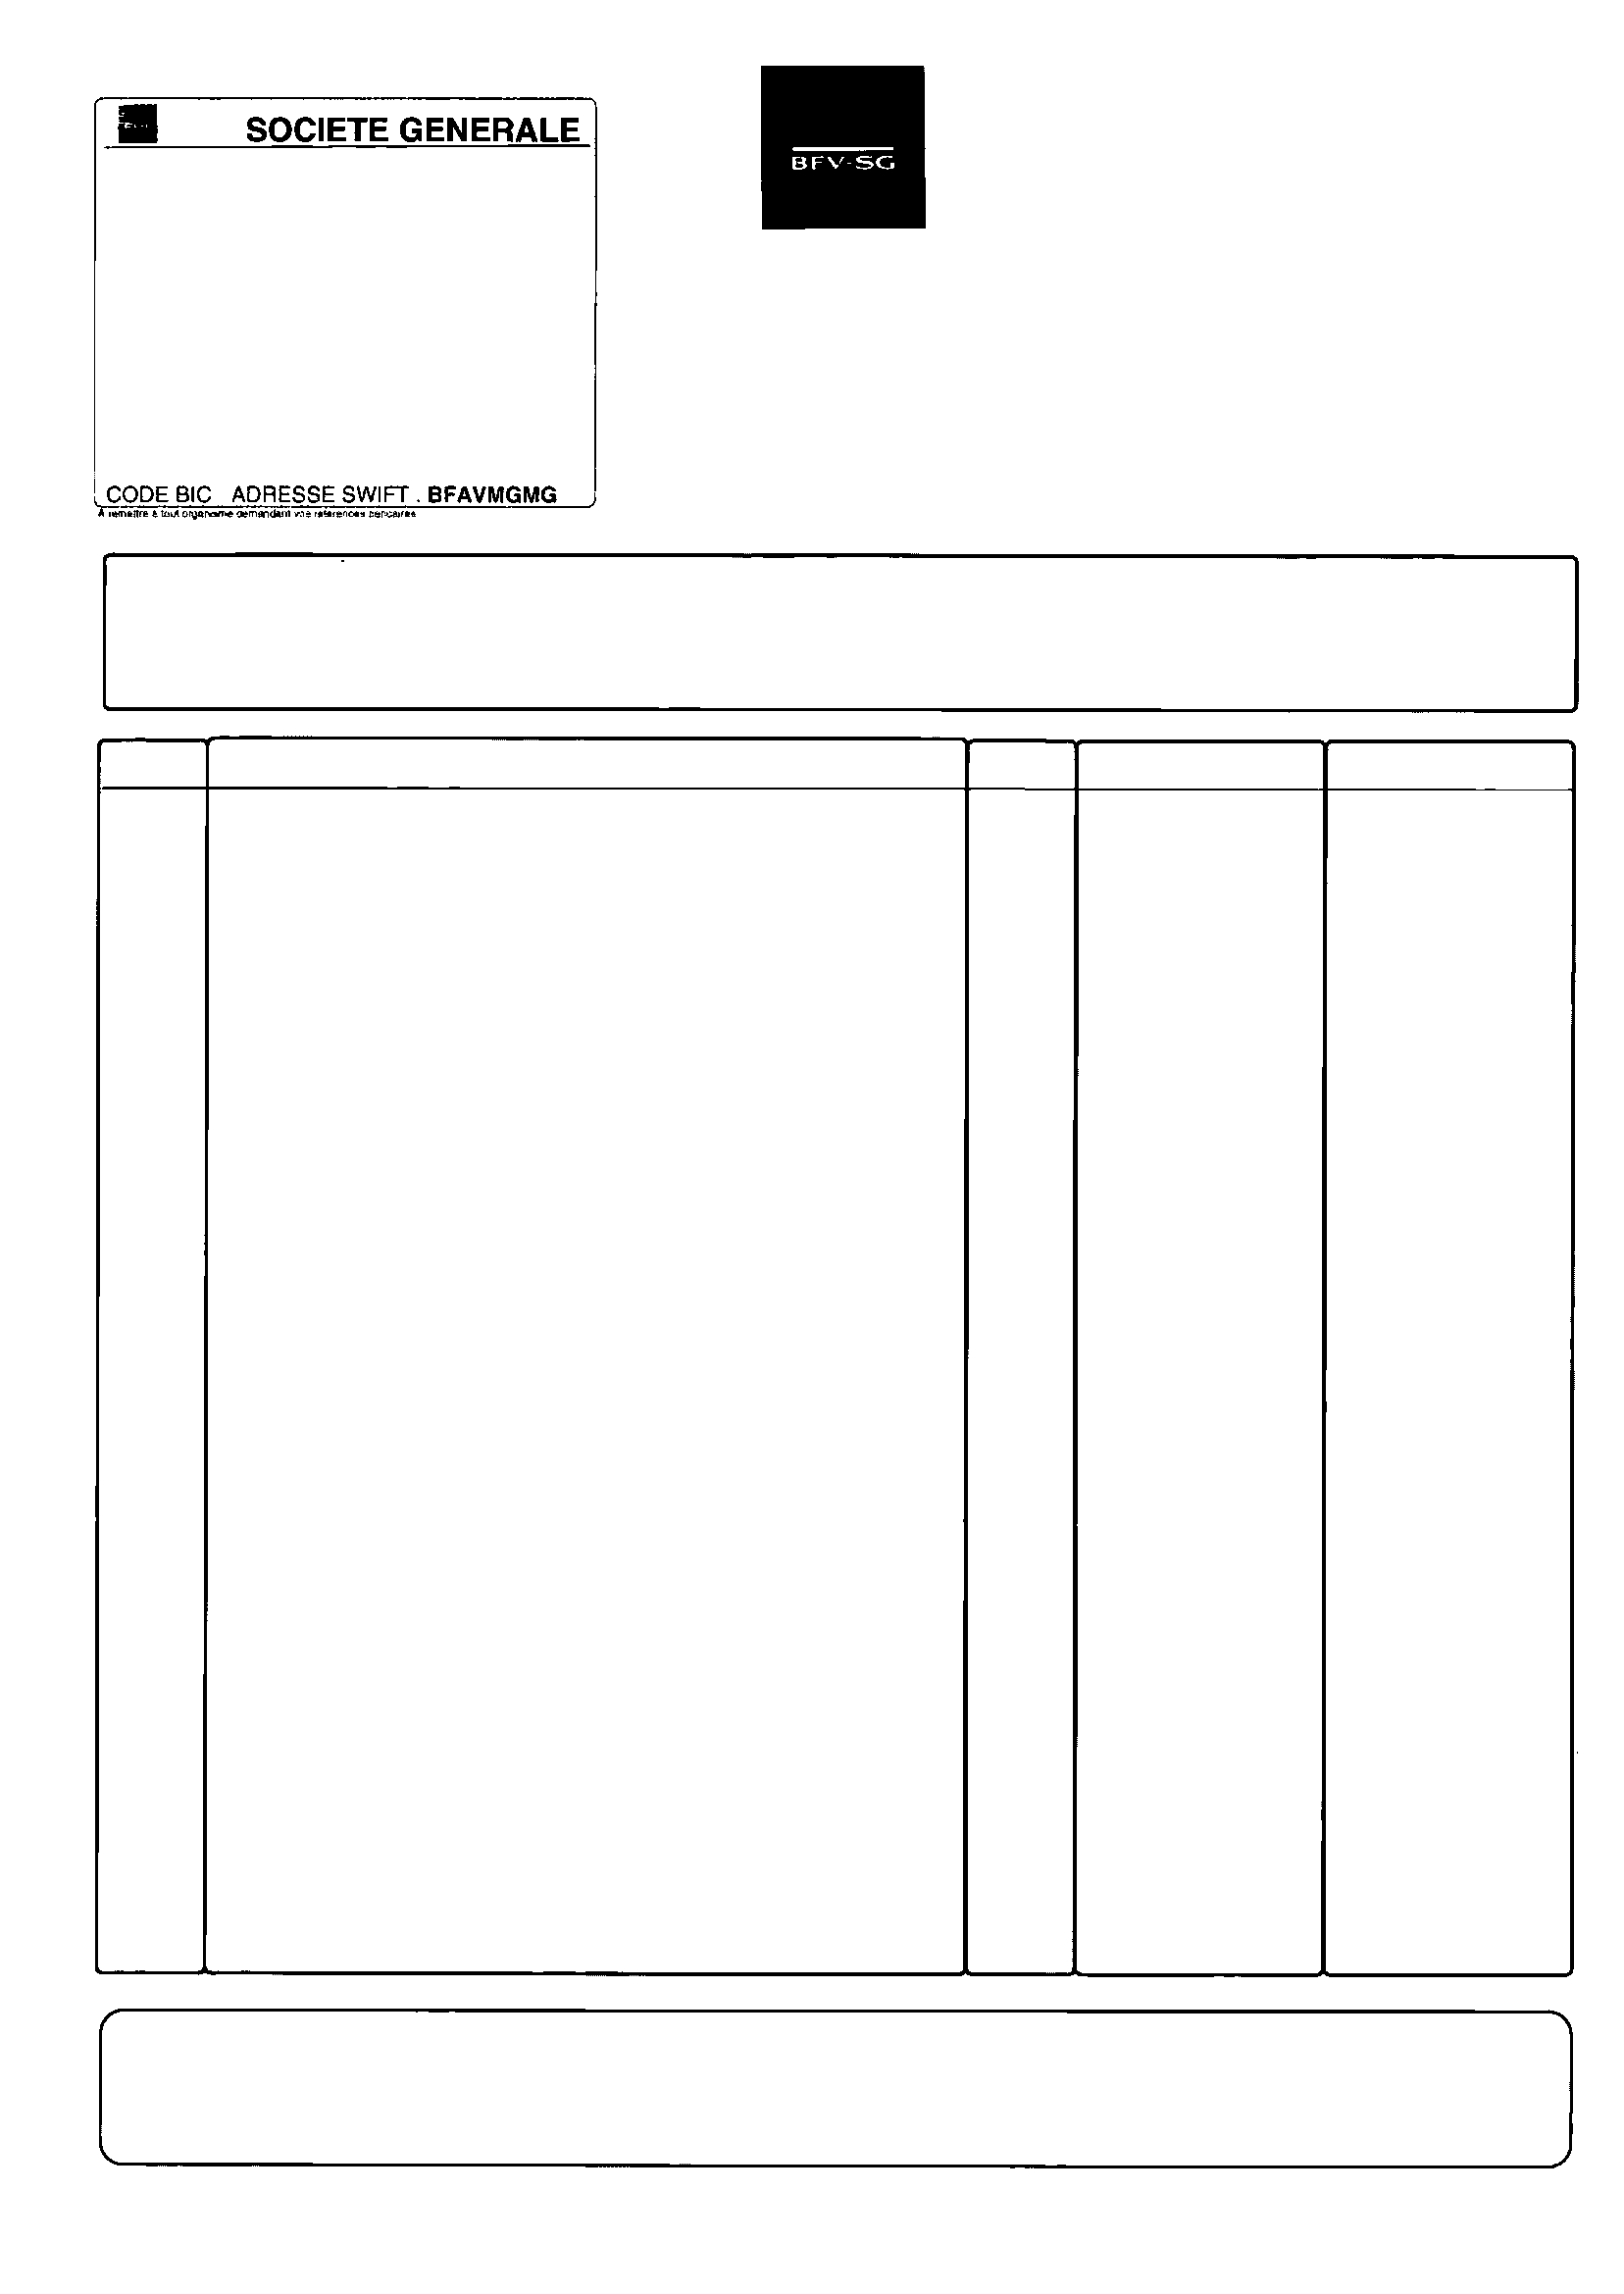 SOCIETE GENERALE
BFV-SG
CODE BIC ADRESSE SWIFT . BFAVMGMG
A remettre à tout organisme demandant vos références bancaires